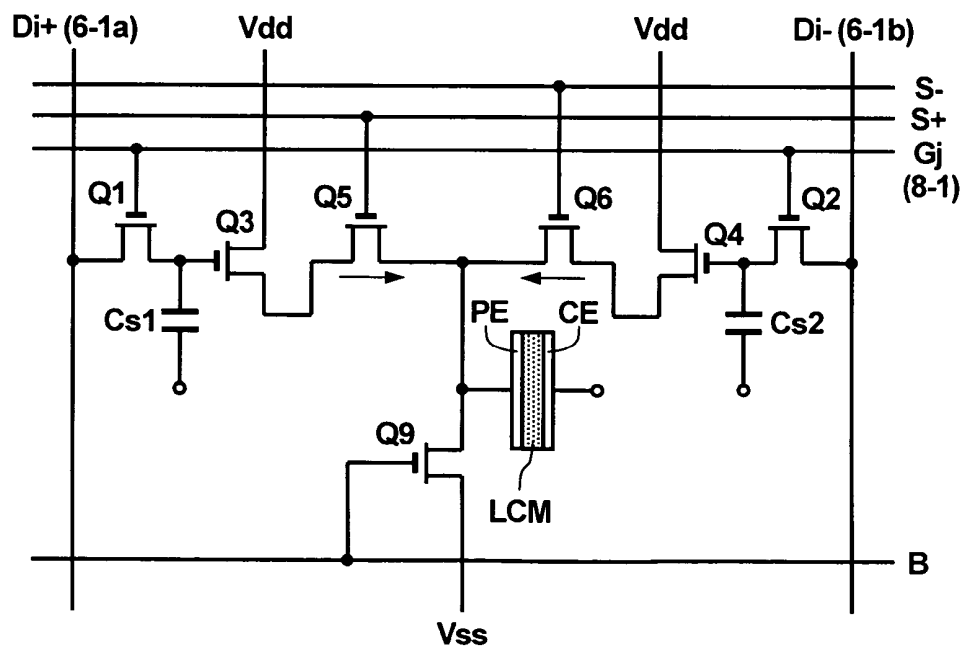 Di+ (6-1a) Vdd Vdd Di- (6-1b)
S-
S+
Gj
(8-1)
Q1 Q3 Q5 Q6 Q4 Q2
Cs1 PE CE Cs2
Q9
LCM
B
Vss